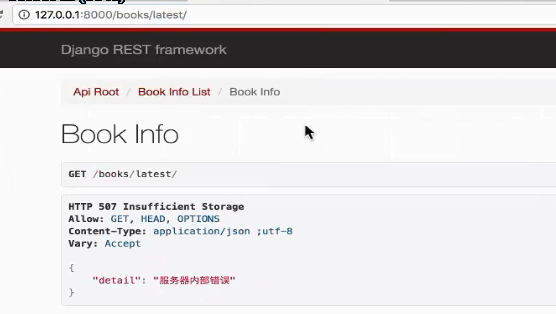 127.0.0.1:8000/books/latest/
Django REST framework
Api Root / Book Info List / Book Info
Book Info
GET /books/latest/
HTTP 507 Insufficient Storage
Allow: GET, HEAD, OPTIONS
Content-Type: application/json ;utf-8
Vary: Accept
{
"detail": "服务器内部错误"
}